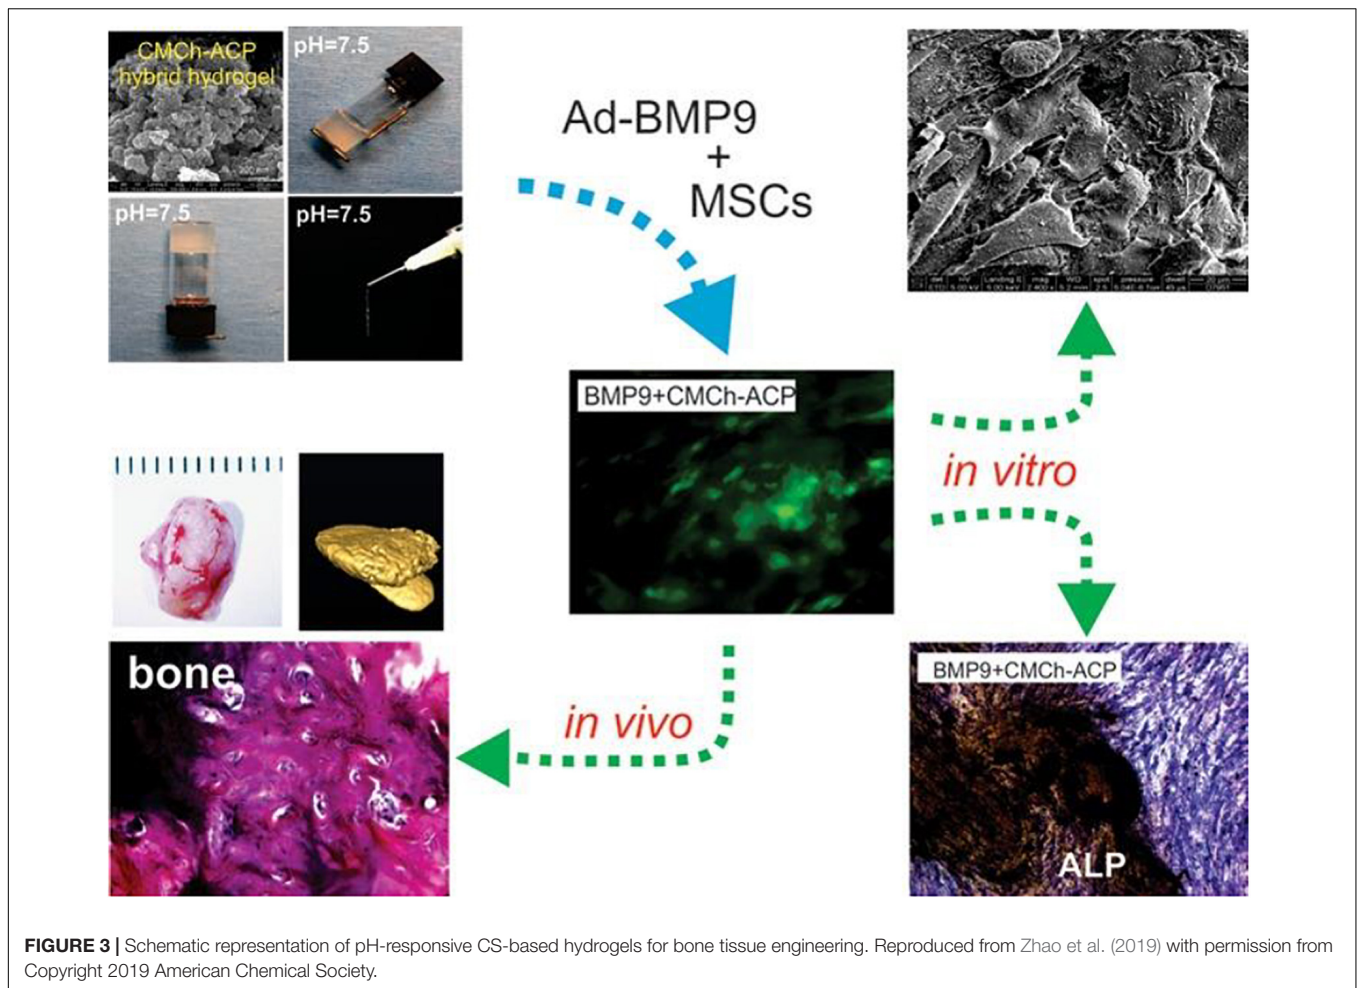 CMCh-ACP
hybrid hydrogel
pH=7.5
pH=7.5
pH=7.5
Ad-BMP9
+
MSCs
BMP9+CMCh-ACP
in vitro
in vivo
bone
BMP9+CMCh-ACP
ALP
FIGURE 3 | Schematic representation of pH-responsive CS-based hydrogels for bone tissue engineering. Reproduced from Zhao et al. (2019) with permission from
Copyright 2019 American Chemical Society.